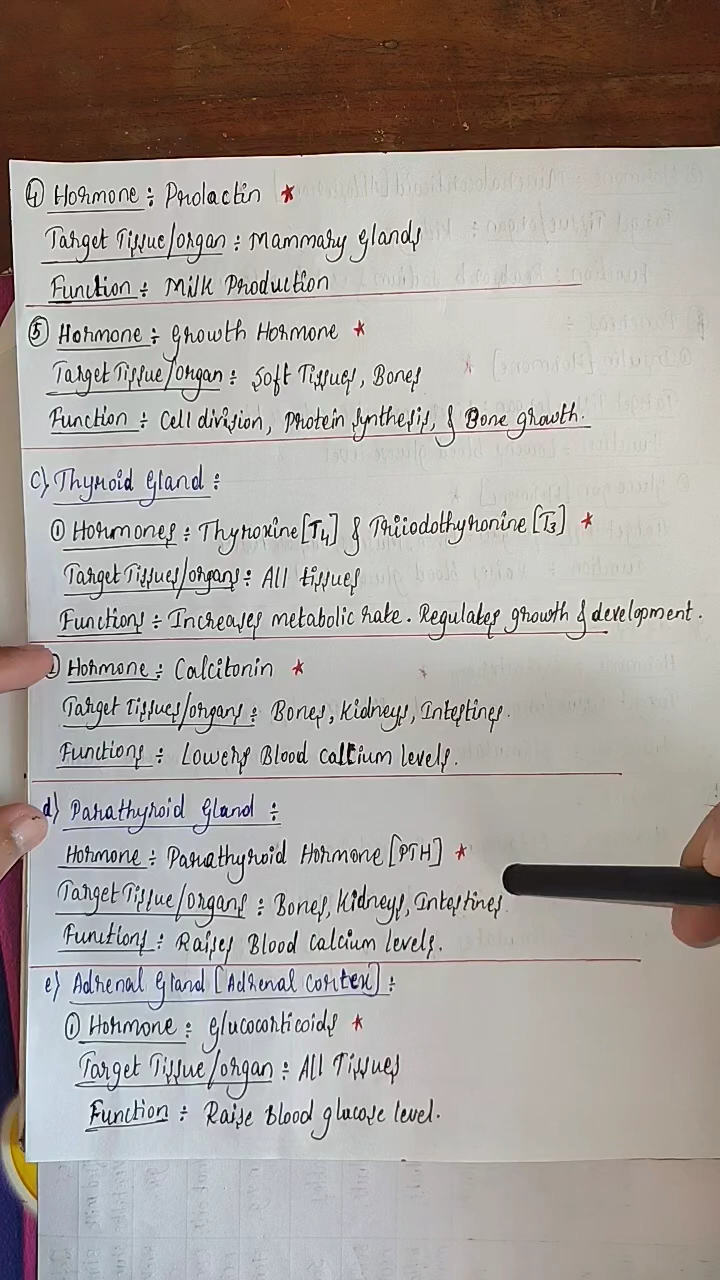 ④ Hormone : Prolactin *
Target Tissue/organ : Mammary Glands
Function : Milk Production
⑤ Hormone : Growth Hormone *
Target Tissue/organ : Soft Tissues, Bones
Function : Cell division, Protein Synthesis, & Bone growth.
c) Thyroid Gland :
① Hormones : Thyroxine [T4] & Triiodothyronine [T3] *
Target Tissues/organs : All tissues
Functions : Increases metabolic rate. Regulates growth & development.
Hormone : Calcitonin *
Target Tissues/organs : Bones, Kidneys, Intestines.
Functions : Lowers Blood calcium levels.
d) Parathyroid Gland :
Hormone : Parathyroid Hormone [PTH] *
Target Tissue/organs : Bones, Kidneys, Intestines.
Functions : Raises Blood calcium levels.
e) Adrenal Gland [Adrenal cortex] :
① Hormone : Glucocorticoids *
Target Tissue/organ : All Tissues
Function : Raise Blood glucose level.